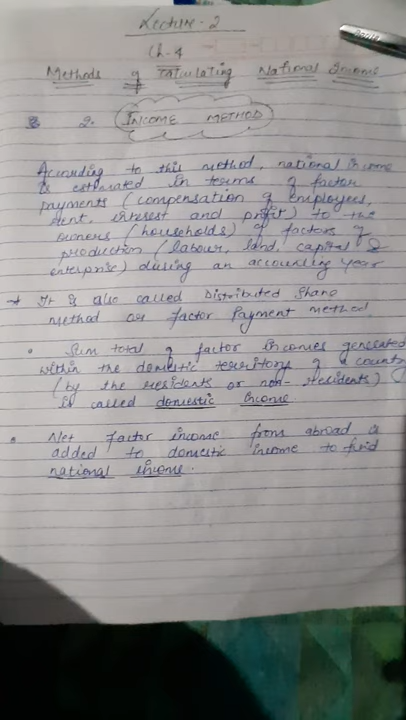 Lecture - 2
Ch-4
Methods of Calculating National Income
2. INCOME METHOD
According to this method, national income
is estimated in terms of factor
payments (compensation of employees,
rent, interest and profit) to the
owners (households) of factors of
production (labour, land, capital &
enterprise) during an accounting year
→ It is also called Distributed Share
method or Factor Payment method.
• Sum total of factor incomes generated
within the domestic territory of a country
(by the residents or non-residents)
is called domestic income.
• Net factor income from abroad is
added to domestic income to find
national income.